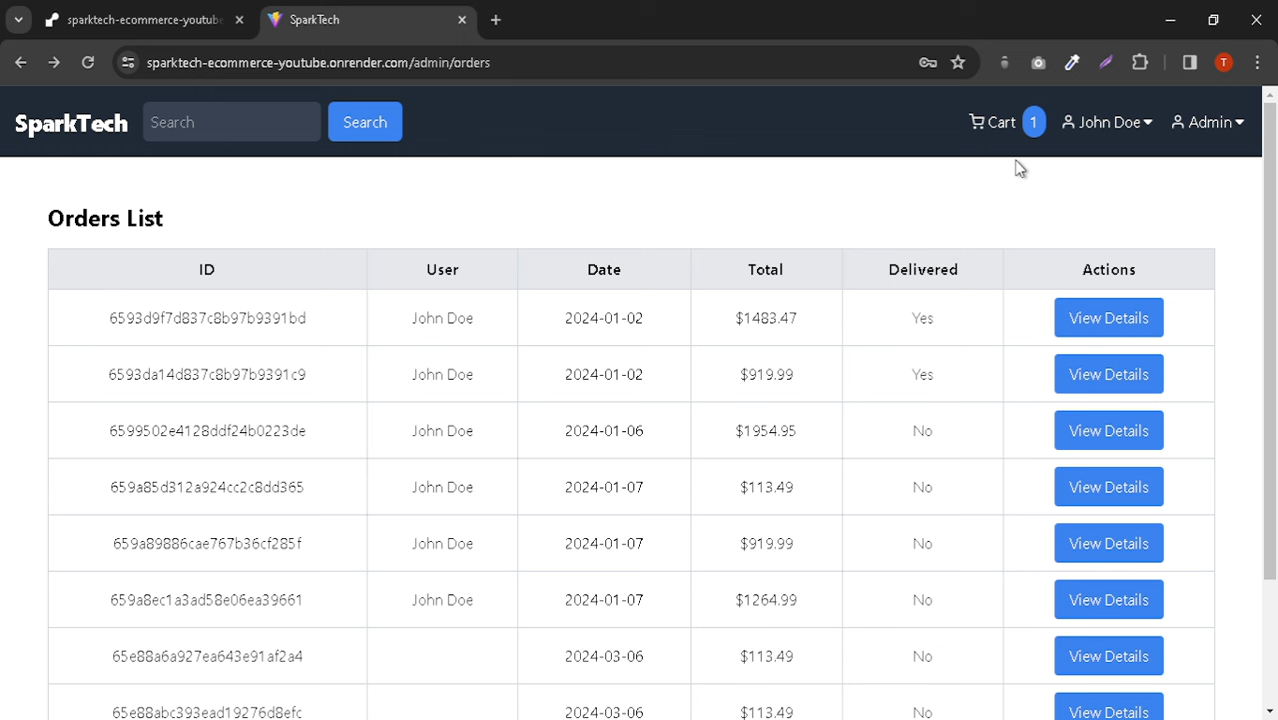 sparktech-ecommerce-youtube
SparkTech
sparktech-ecommerce-youtube.onrender.com/admin/orders
T
SparkTech Search Search Cart 1 John Doe Admin
Orders List
ID User Date Total Delivered Actions
6593d9f7d837c8b97b9391bd John Doe 2024-01-02 $1483.47 Yes View Details
6593da14d837c8b97b9391c9 John Doe 2024-01-02 $919.99 Yes View Details
6599502e4128ddf24b0223de John Doe 2024-01-06 $1954.95 No View Details
659a85d312a924cc2c8dd365 John Doe 2024-01-07 $113.49 No View Details
659a89886cae767b36cf285f John Doe 2024-01-07 $919.99 No View Details
659a8ec1a3ad58e06ea39661 John Doe 2024-01-07 $1264.99 No View Details
65e88a6a927ea643e91af2a4 2024-03-06 $113.49 No View Details
65e88abc393ead19276d8efc 2024-03-06 $113.49 No View Details